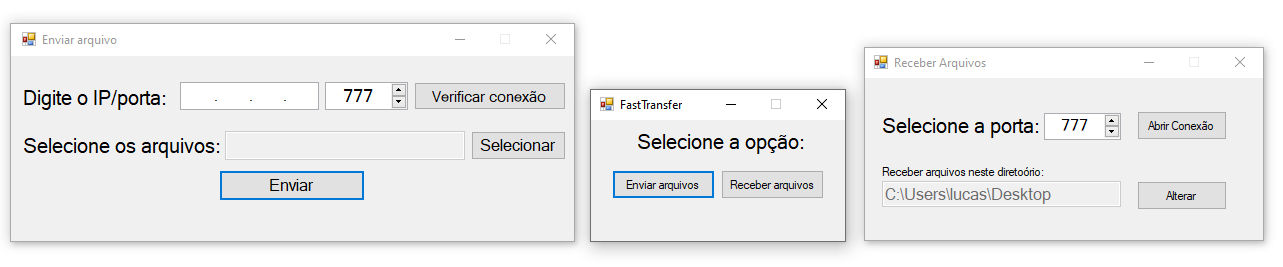 Enviar arquivo
Digite o IP/porta: . . . 777 Verificar conexão
Selecione os arquivos: Selecionar
Enviar
FastTransfer
Selecione a opção:
Enviar arquivos Receber arquivos
Receber Arquivos
Selecione a porta: 777 Abrir Conexão
Receber arquivos neste diretoório:
C:\Users\lucas\Desktop Alterar